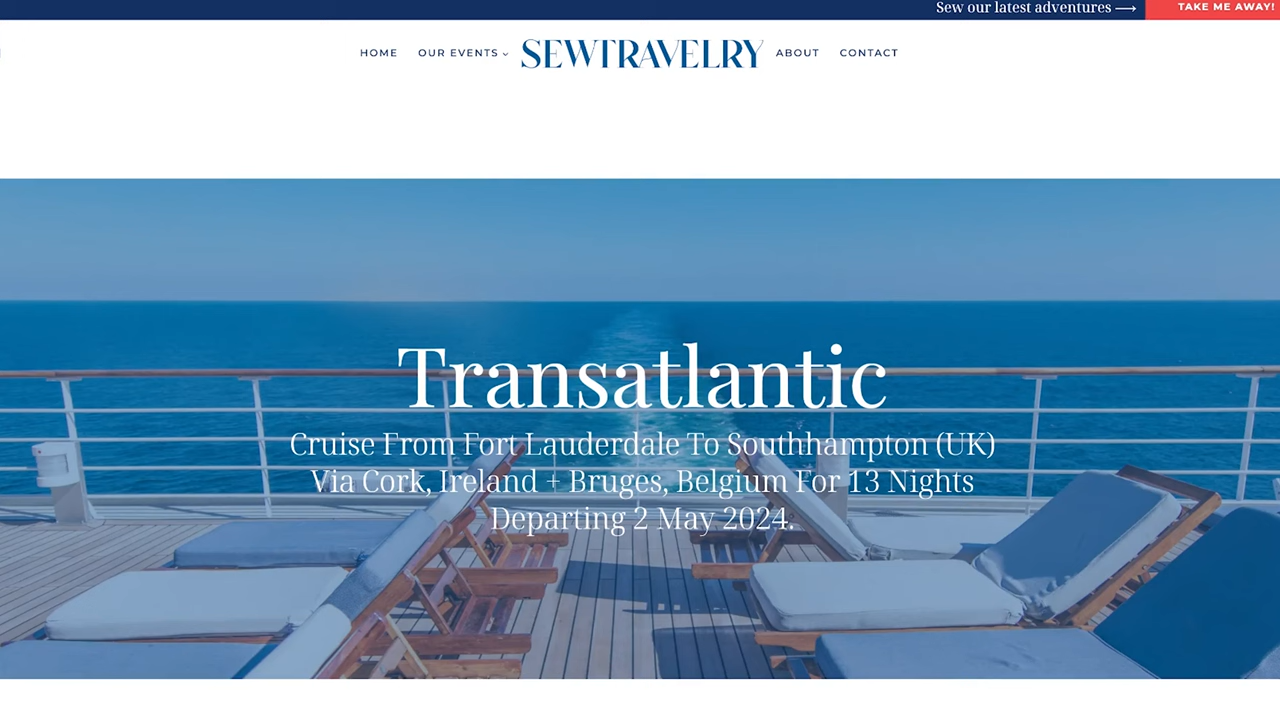 Sew our latest adventures ⟶
TAKE ME AWAY!
HOME OUR EVENTS SEWTRAVELRY ABOUT CONTACT
Transatlantic
Cruise From Fort Lauderdale To Southhampton (UK)
Via Cork, Ireland + Bruges, Belgium For 13 Nights
Departing 2 May 2024.